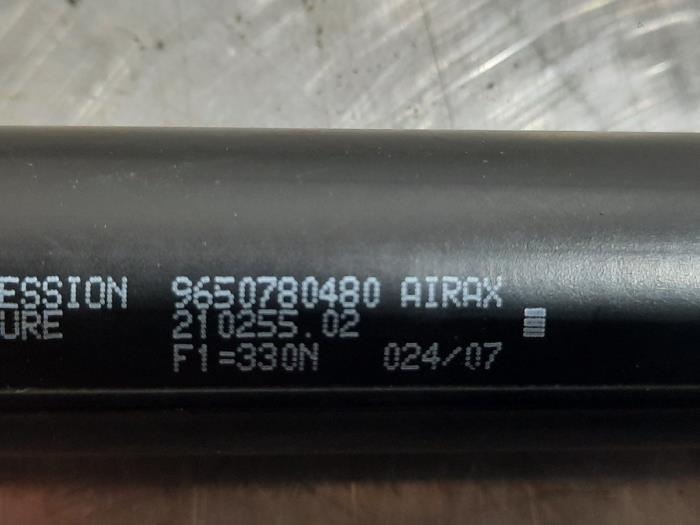 ESSION 9650780480 AIRAX
URE 210255.02
F1=330N 024/07